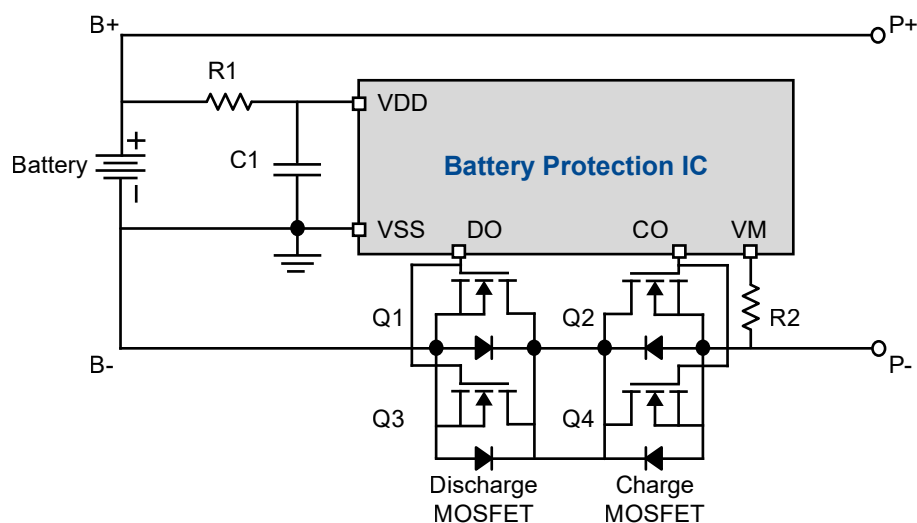 B+
P+
R1
VDD
+
Battery
C1
Battery Protection IC
VSS
DO
CO
VM
Q1
Q2
R2
B-
P-
Q3
Q4
Discharge
MOSFET
Charge
MOSFET